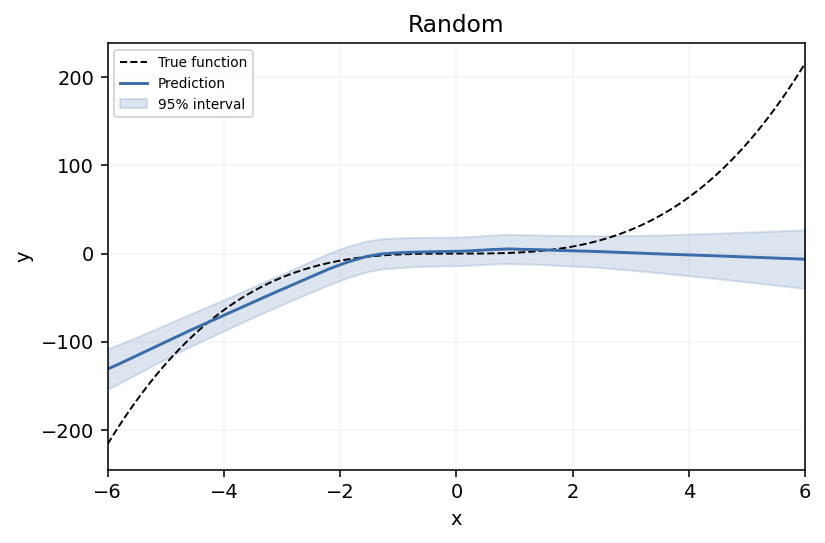 Random
True function
Prediction
95% interval
200
100
0
−100
−200
y
−6
−4
−2
0
2
4
6
x